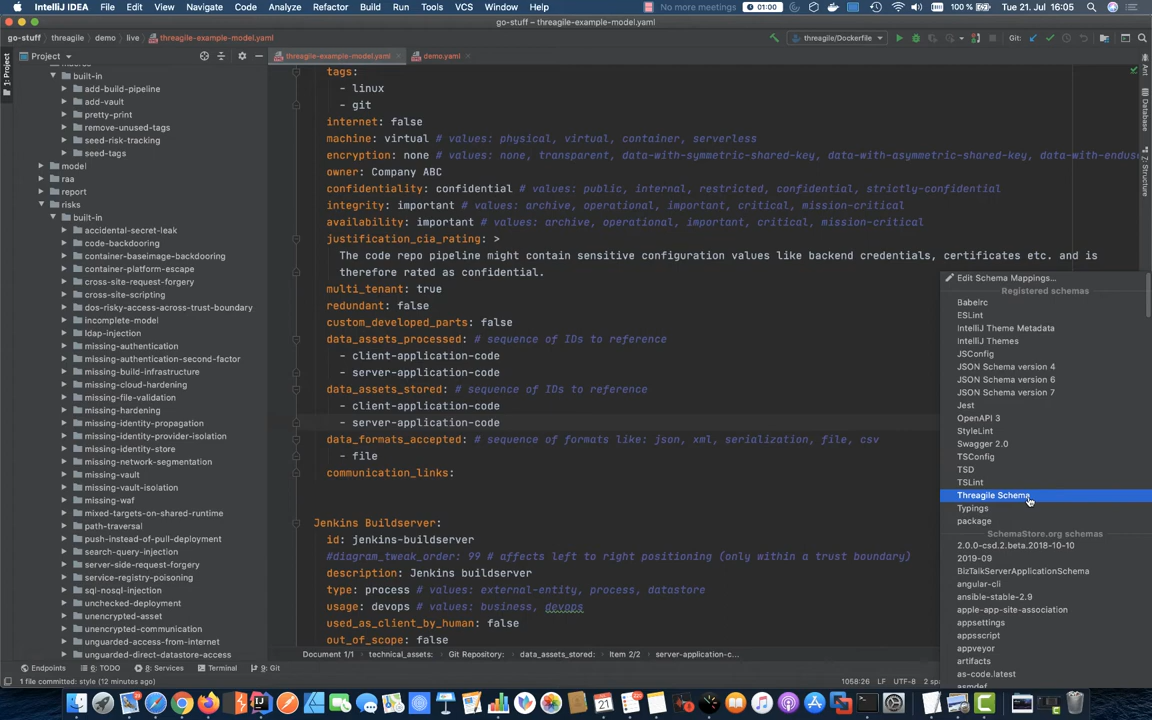 IntelliJ IDEA File Edit View Navigate Code Analyze Refactor Build Run Tools VCS Window Help No more meetings 01:00 100 % Tue 21. Jul 16:05
go-stuff – threagile-example-model.yaml
go-stuff threagile demo live threagile-example-model.yaml threagile/Dockerfile Git:
Project threagile-example-model.yaml demo.yaml
1: Project
built-in
add-build-pipeline
add-vault
pretty-print
remove-unused-tags
seed-risk-tracking
seed-tags
model
raa
report
risks
built-in
accidental-secret-leak
code-backdooring
container-baseimage-backdooring
container-platform-escape
cross-site-request-forgery
cross-site-scripting
dos-risky-access-across-trust-boundary
incomplete-model
ldap-injection
missing-authentication
missing-authentication-second-factor
missing-build-infrastructure
missing-cloud-hardening
missing-file-validation
missing-hardening
missing-identity-propagation
missing-identity-provider-isolation
missing-identity-store
missing-network-segmentation
missing-vault
missing-vault-isolation
missing-waf
mixed-targets-on-shared-runtime
path-traversal
push-instead-of-pull-deployment
search-query-injection
server-side-request-forgery
service-registry-poisoning
sql-nosql-injection
unchecked-deployment
unencrypted-asset
unencrypted-communication
unguarded-access-from-internet
unguarded-direct-datastore-access
tags:
- linux
- git
internet: false
machine: virtual # values: physical, virtual, container, serverless
encryption: none # values: none, transparent, data-with-symmetric-shared-key, data-with-asymmetric-shared-key, data-with-endus
owner: Company ABC
confidentiality: confidential # values: public, internal, restricted, confidential, strictly-confidential
integrity: important # values: archive, operational, important, critical, mission-critical
availability: important # values: archive, operational, important, critical, mission-critical
justification_cia_rating: >
The code repo pipeline might contain sensitive configuration values like backend credentials, certificates etc. and is
therefore rated as confidential.
multi_tenant: true
redundant: false
custom_developed_parts: false
data_assets_processed: # sequence of IDs to reference
- client-application-code
- server-application-code
data_assets_stored: # sequence of IDs to reference
- client-application-code
- server-application-code
data_formats_accepted: # sequence of formats like: json, xml, serialization, file, csv
- file
communication_links:
Jenkins Buildserver:
id: jenkins-buildserver
#diagram_tweak_order: 99 # affects left to right positioning (only within a trust boundary)
description: Jenkins buildserver
type: process # values: external-entity, process, datastore
usage: devops # values: business, devops
used_as_client_by_human: false
out_of_scope: false
Ant
Database
Z: Structure
Edit Schema Mappings...
Registered schemas
Babelrc
ESLint
IntelliJ Theme Metadata
IntelliJ Themes
JSConfig
JSON Schema version 4
JSON Schema version 6
JSON Schema version 7
Jest
OpenAPI 3
StyleLint
Swagger 2.0
TSConfig
TSD
TSLint
Threagile Schema
Typings
package
SchemaStore.org schemas
2.0.0-csd.2.beta.2018-10-10
2019-09
BizTalkServerApplicationSchema
angular-cli
ansible-stable-2.9
apple-app-site-association
appsettings
appsscript
appveyor
artifacts
as-code.latest
asmdef
Document 1/1 technical_assets: Git Repository: data_assets_stored: Item 2/2 server-application-c...
Endpoints 6: TODO 8: Services Terminal 9: Git
1 file committed: style (12 minutes ago) 1058:26 LF UTF-8 2 sp